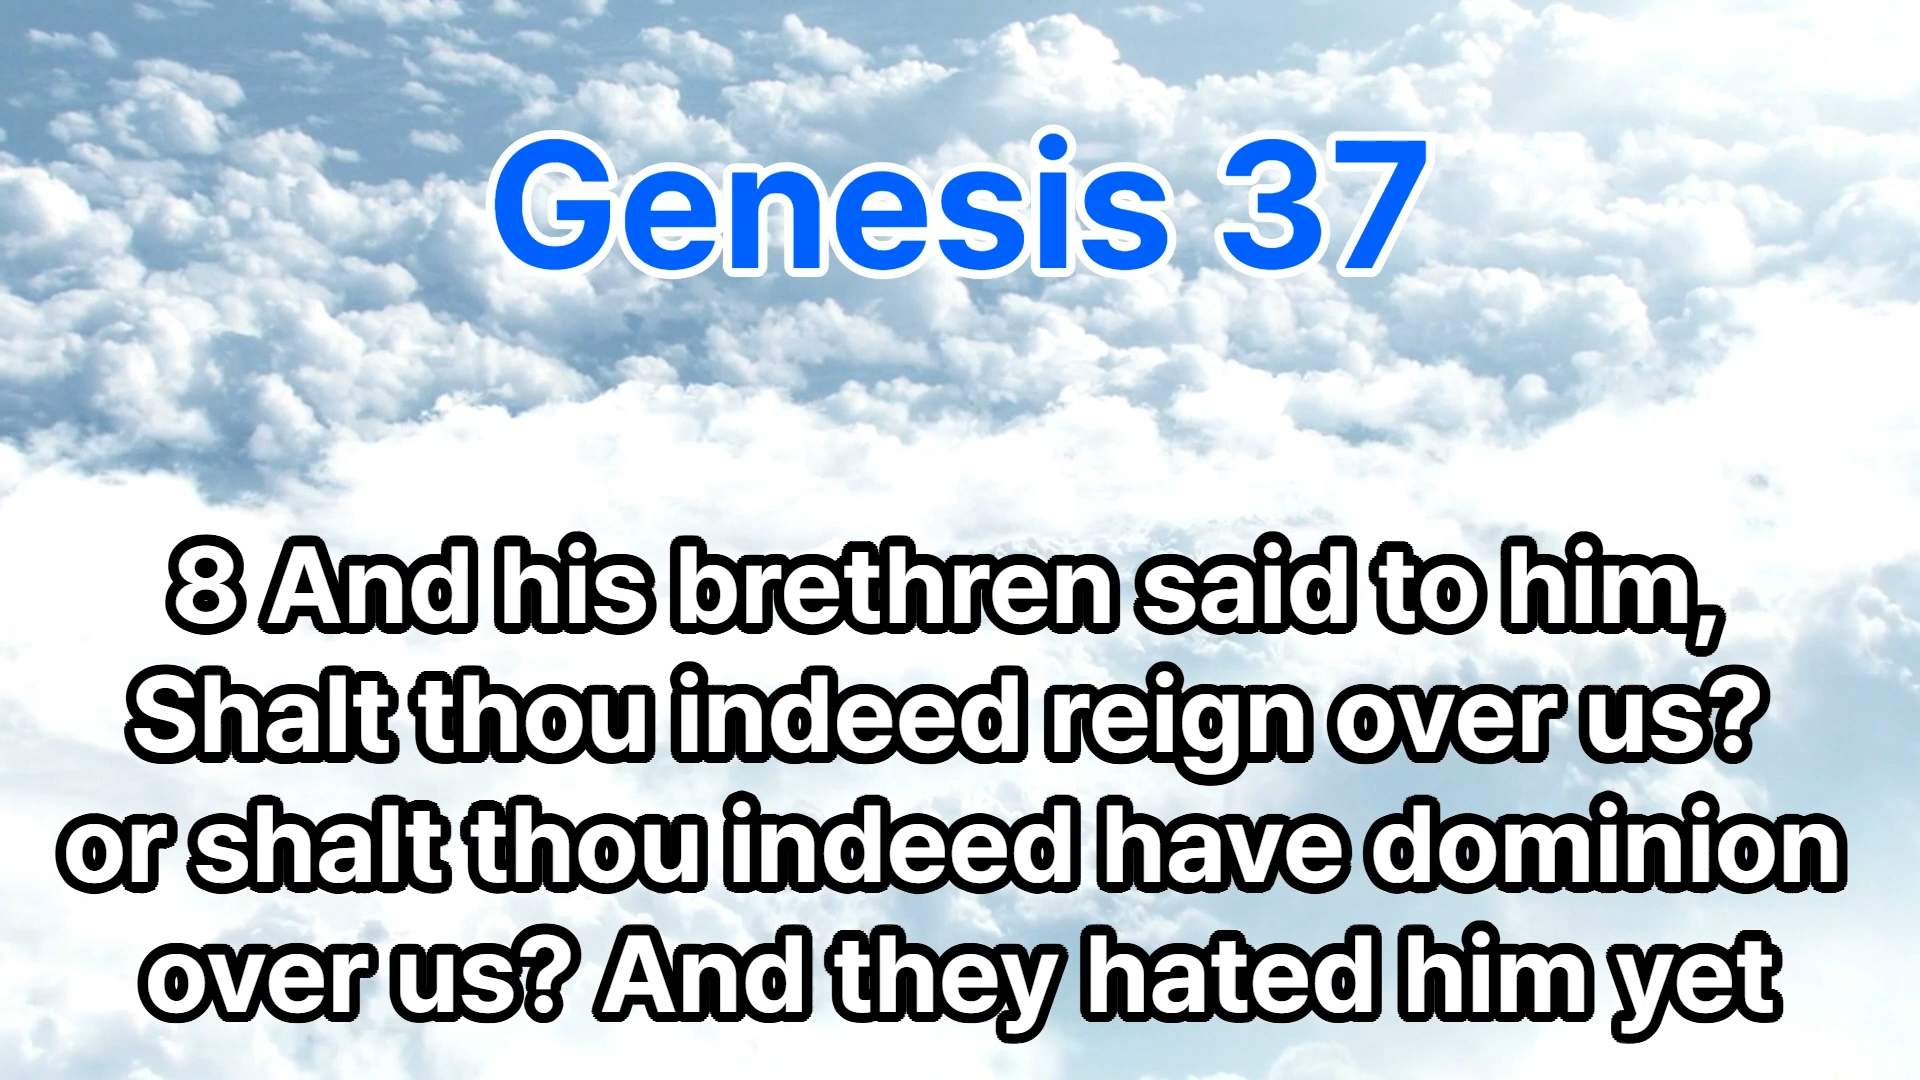 Genesis 37
8 And his brethren said to him,
Shalt thou indeed reign over us?
or shalt thou indeed have dominion
over us? And they hated him yet